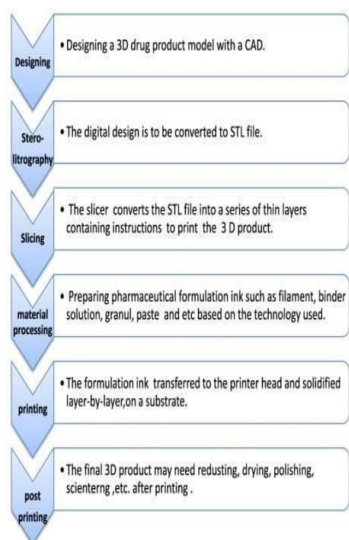 Designing
• Designing a 3D drug product model with a CAD.
Stero-
litrography
• The digital design is to be converted to STL file.
Slicing
• The slicer converts the STL file into a series of thin layers
containing instructions to print the 3 D product.
material
processing
• Preparing pharmaceutical formulation ink such as filament, binder
solution, granul, paste and etc based on the technology used.
printing
• The formulation ink transferred to the printer head and solidified
layer-by-layer,on a substrate.
post
printing
• The final 3D product may need redusting, drying, polishing,
scienterng ,etc. after printing .